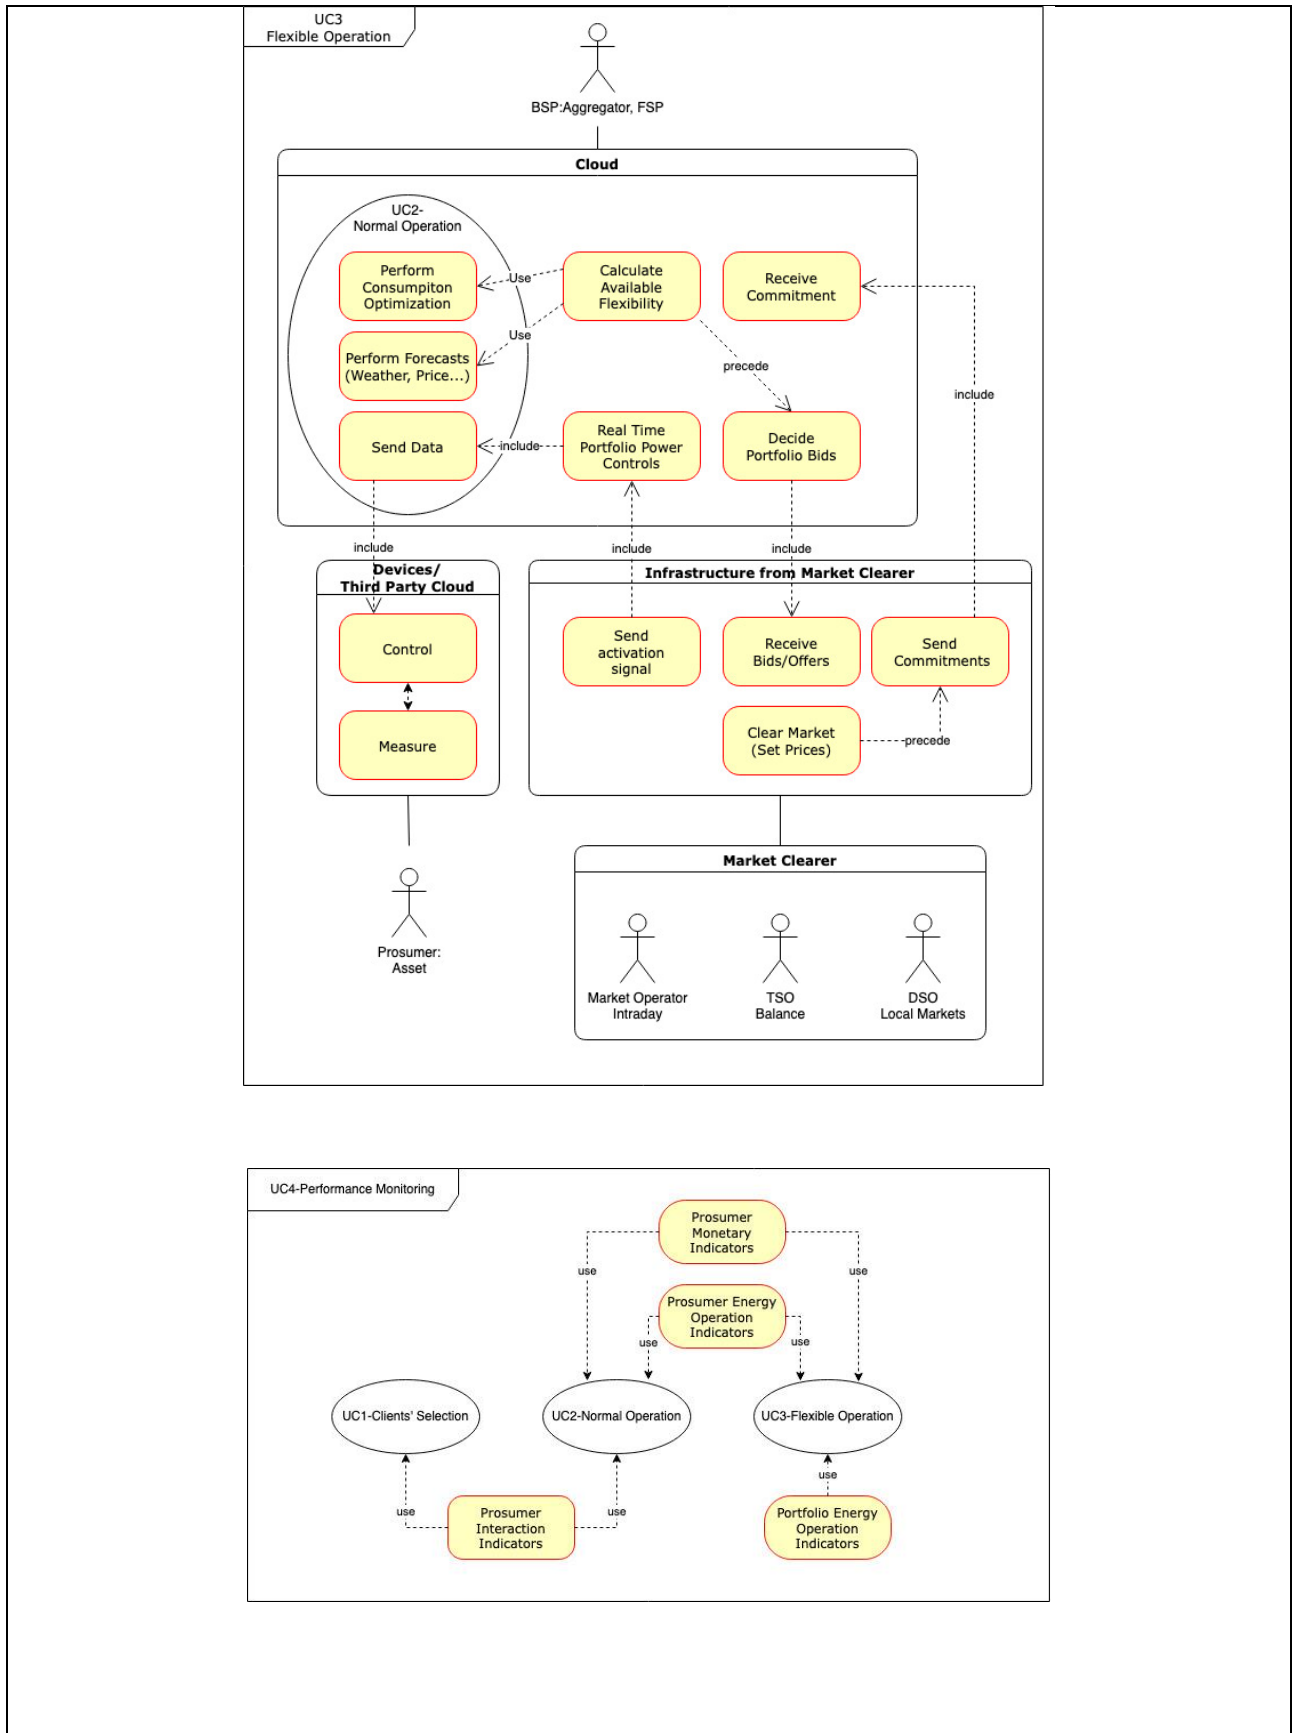 UC3
Flexible Operation
BSP:Aggregator, FSP
Cloud
UC2-
Normal Operation
Perform
Consumpiton
Optimization
Use
Calculate
Available
Flexibility
Receive
Commitment
Perform Forecasts
(Weather, Price...)
Use
precede
include
Send Data
include
Real Time
Portfolio Power
Controls
Decide
Portfolio Bids
include
include
include
Devices/
Third Party Cloud
Infrastructure from Market Clearer
Control
Send
activation
signal
Receive
Bids/Offers
Send
Commitments
Measure
Clear Market
(Set Prices)
precede
Market Clearer
Prosumer:
Asset
Market Operator
Intraday
TSO
Balance
DSO
Local Markets
UC4-Performance Monitoring
Prosumer
Monetary
Indicators
use
use
Prosumer Energy
Operation
Indicators
use
use
UC1-Clients' Selection
UC2-Normal Operation
UC3-Flexible Operation
use
use
use
Prosumer
Interaction
Indicators
Portfolio Energy
Operation
Indicators